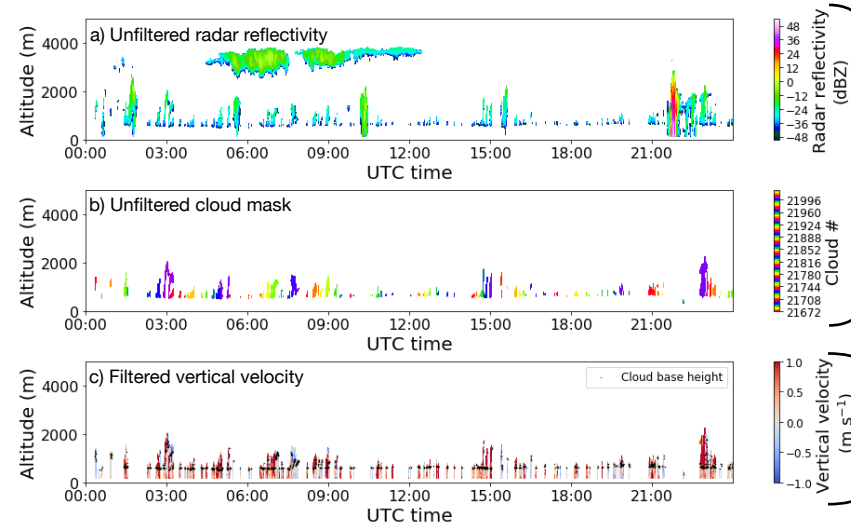 a) Unfiltered radar reflectivity
Altitude (m)
4000
2000
0
00:00 03:00 06:00 09:00 12:00 15:00 18:00 21:00
UTC time
48
36
24
12
0
−12
−24
−36
−48
Radar reflectivity
(dBZ)
b) Unfiltered cloud mask
Altitude (m)
4000
2000
0
00:00 03:00 06:00 09:00 12:00 15:00 18:00 21:00
UTC time
21996
21960
21924
21888
21852
21816
21780
21744
21708
21672
Cloud #
c) Filtered vertical velocity
Cloud base height
Altitude (m)
4000
2000
0
00:00 03:00 06:00 09:00 12:00 15:00 18:00 21:00
UTC time
1.0
0.5
0.0
−0.5
−1.0
Vertical velocity
(m s⁻¹)